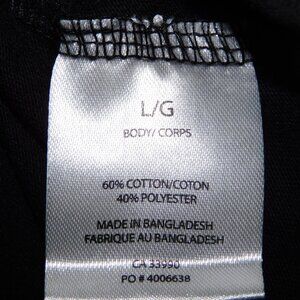 L/G
BODY/ CORPS
60% COTTON/COTON
40% POLYESTER
MADE IN BANGLADESH
FABRIQUE AU BANGLADESH
CA 33990
PO # 4006638